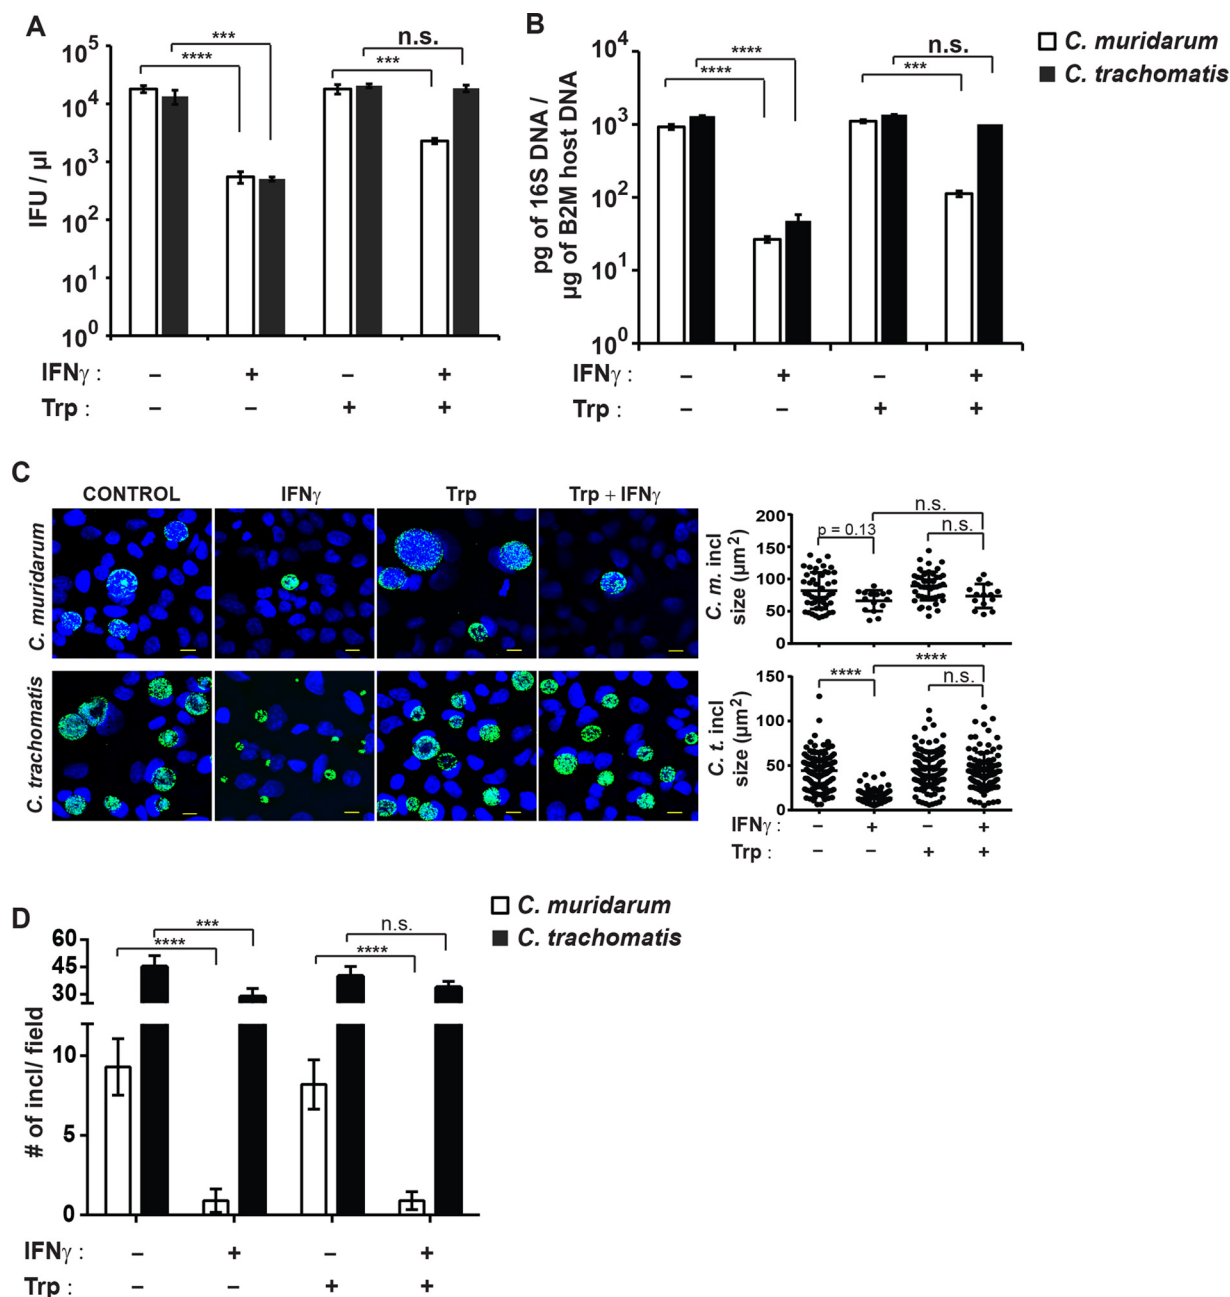 A
IFU / µl
10⁵
10⁴
10³
10²
10¹
10⁰
**** ***
*** n.s.
IFNγ : – + – +
Trp : – – + +
B
pg of 16S DNA /
µg of B2M host DNA
10⁴
10³
10²
10¹
10⁰
**** ****
*** n.s.
IFNγ : – + – +
Trp : – – + +
C. muridarum
C. trachomatis
C
CONTROL IFNγ Trp Trp + IFNγ
C. muridarum
C. trachomatis
C. m. incl
size (µm²)
200
150
100
50
0
p = 0.13
n.s.
n.s.
C. t. incl
size (µm²)
150
100
50
0
****
****
n.s.
IFNγ : – + – +
Trp : – – + +
D
C. muridarum
C. trachomatis
# of incl/ field
60
45
30
10
5
0
**** ***
**** n.s.
IFNγ : – + – +
Trp : – – + +